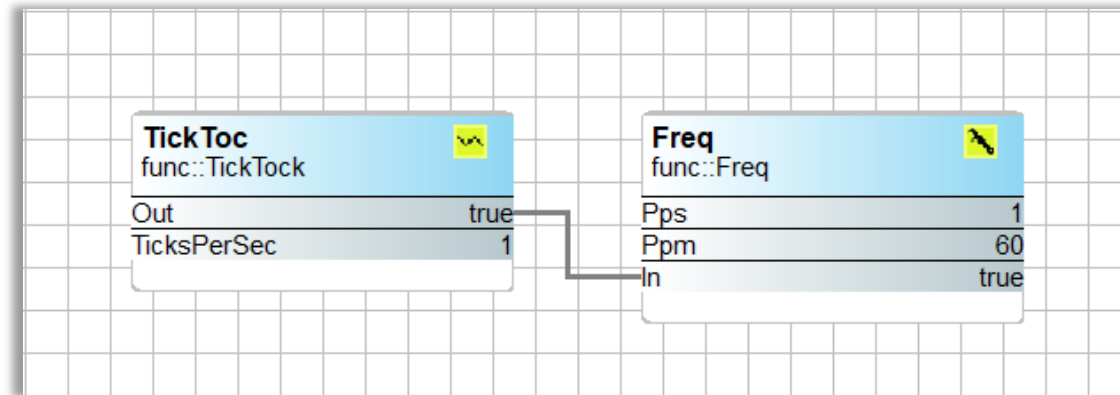 TickToc
func::TickTock
Out true
TicksPerSec 1
Freq
func::Freq
Pps 1
Ppm 60
In true